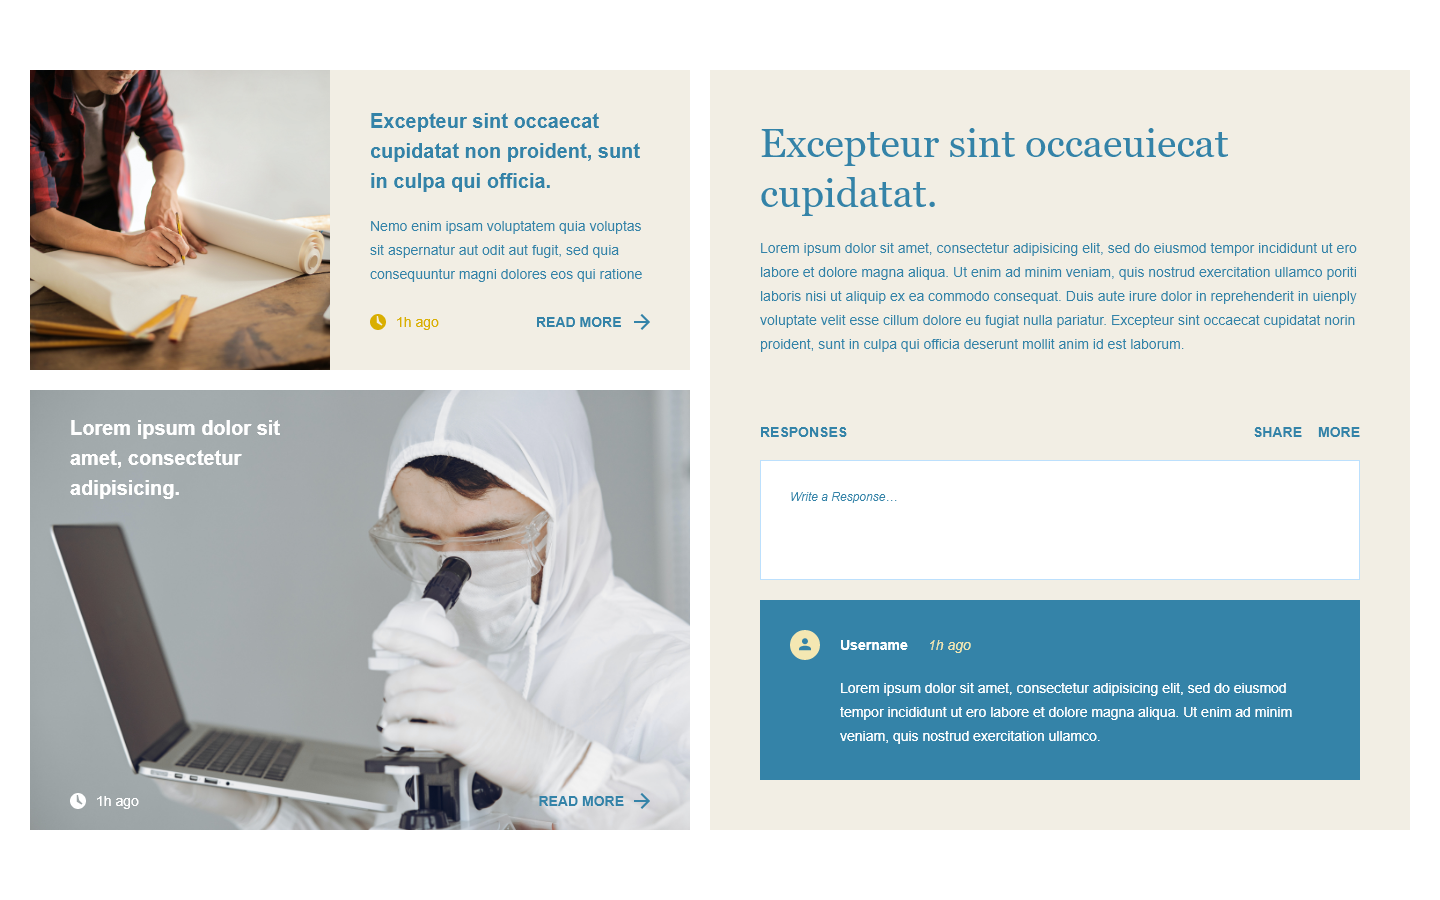 Excepteur sint occaecat
cupidatat non proident, sunt
in culpa qui officia.
Nemo enim ipsam voluptatem quia voluptas
sit aspernatur aut odit aut fugit, sed quia
consequuntur magni dolores eos qui ratione
1h ago
READ MORE
Lorem ipsum dolor sit
amet, consectetur
adipisicing.
1h ago
READ MORE
Excepteur sint occaeuiecat
cupidatat.
Lorem ipsum dolor sit amet, consectetur adipisicing elit, sed do eiusmod tempor incididunt ut ero
labore et dolore magna aliqua. Ut enim ad minim veniam, quis nostrud exercitation ullamco poriti
laboris nisi ut aliquip ex ea commodo consequat. Duis aute irure dolor in reprehenderit in uienply
voluptate velit esse cillum dolore eu fugiat nulla pariatur. Excepteur sint occaecat cupidatat norin
proident, sunt in culpa qui officia deserunt mollit anim id est laborum.
RESPONSES
SHARE MORE
Write a Response…
Username 1h ago
Lorem ipsum dolor sit amet, consectetur adipisicing elit, sed do eiusmod
tempor incididunt ut ero labore et dolore magna aliqua. Ut enim ad minim
veniam, quis nostrud exercitation ullamco.